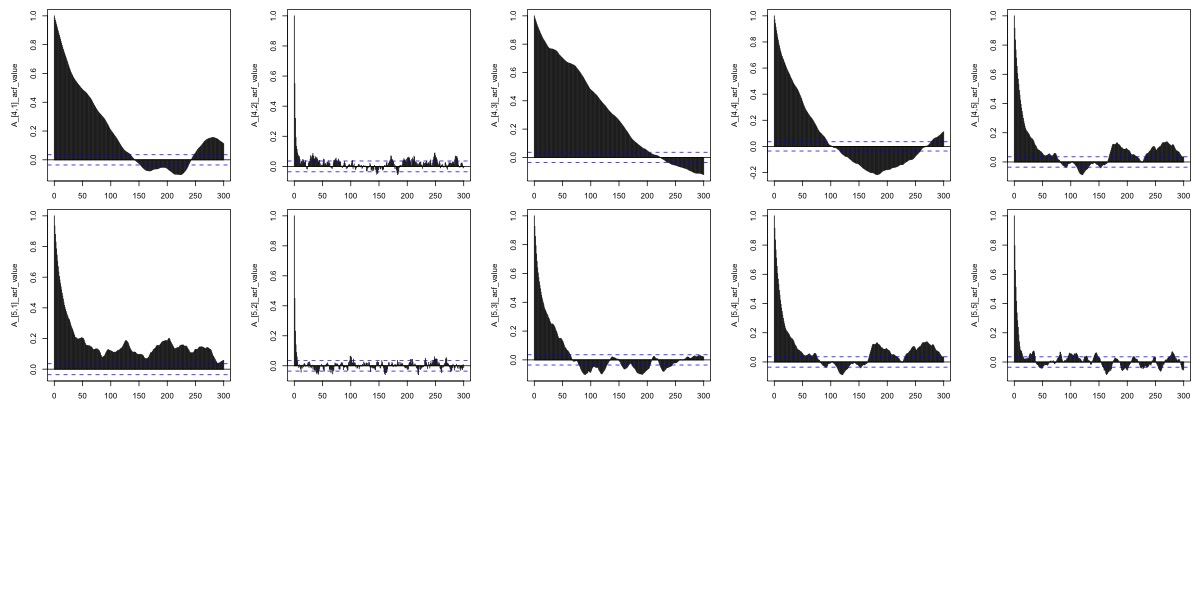 A_[4,1]_acf_value
0.0 0.2 0.4 0.6 0.8 1.0
0 50 100 150 200 250 300
A_[4,2]_acf_value
0.0 0.2 0.4 0.6 0.8 1.0
0 50 100 150 200 250 300
A_[4,3]_acf_value
0.0 0.2 0.4 0.6 0.8 1.0
0 50 100 150 200 250 300
A_[4,4]_acf_value
-0.2 0.0 0.2 0.4 0.6 0.8 1.0
0 50 100 150 200 250 300
A_[4,5]_acf_value
0.0 0.2 0.4 0.6 0.8 1.0
0 50 100 150 200 250 300
A_[5,1]_acf_value
0.0 0.2 0.4 0.6 0.8 1.0
0 50 100 150 200 250 300
A_[5,2]_acf_value
0.0 0.2 0.4 0.6 0.8 1.0
0 50 100 150 200 250 300
A_[5,3]_acf_value
0.0 0.2 0.4 0.6 0.8 1.0
0 50 100 150 200 250 300
A_[5,4]_acf_value
0.0 0.2 0.4 0.6 0.8 1.0
0 50 100 150 200 250 300
A_[5,5]_acf_value
0.0 0.2 0.4 0.6 0.8 1.0
0 50 100 150 200 250 300